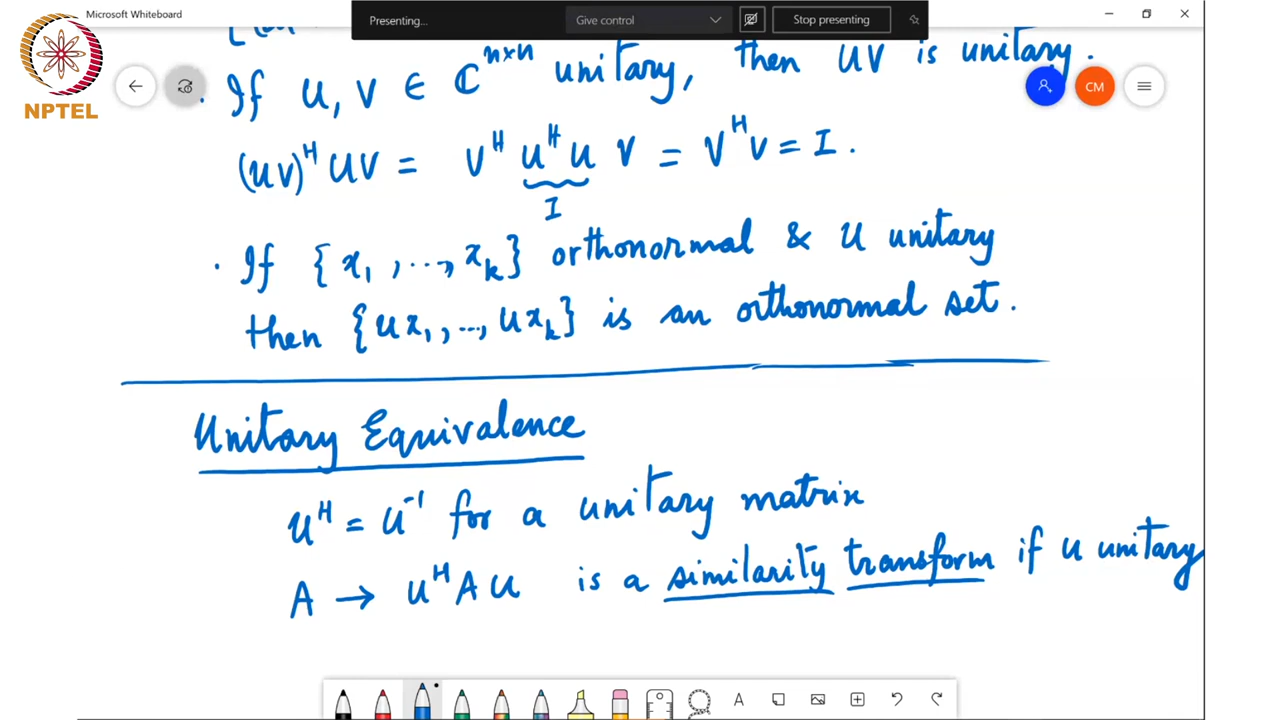 Microsoft Whiteboard
Presenting...
Give control
Stop presenting
NPTEL
CM
. If U, V ∈ ℂ^{n×n} unitary, then UV is unitary.
(UV)^H UV = V^H U^H U V = V^H V = I.
I
. If {x_1, ..., x_k} orthonormal & U unitary
then {Ux_1, ..., Ux_k} is an orthonormal set.
Unitary Equivalence
U^H = U^{-1} for a unitary matrix
A → U^H A U is a similarity transform if U unitary
A